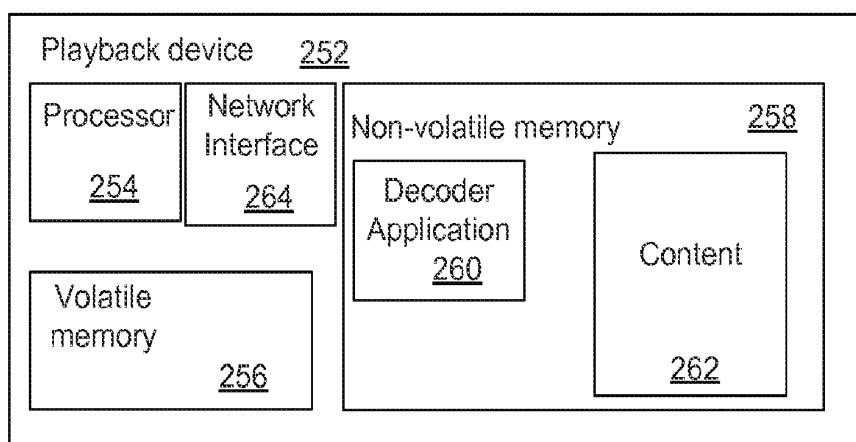 Playback device 252
Processor
254
Network
Interface
264
Non-volatile memory 258
Decoder
Application
260
Content
262
Volatile
memory
256